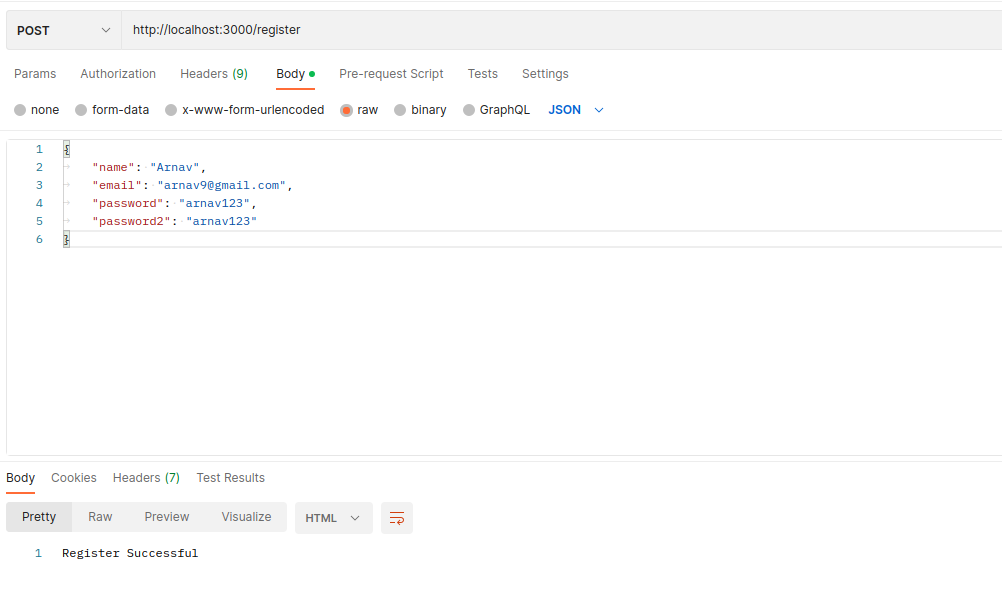 POST http://localhost:3000/register
Params Authorization Headers (9) Body Pre-request Script Tests Settings
none form-data x-www-form-urlencoded raw binary GraphQL JSON
1 {
2 "name": "Arnav",
3 "email": "arnav9@gmail.com",
4 "password": "arnav123",
5 "password2": "arnav123"
6 }
Body Cookies Headers (7) Test Results
Pretty Raw Preview Visualize HTML
1 Register Successful